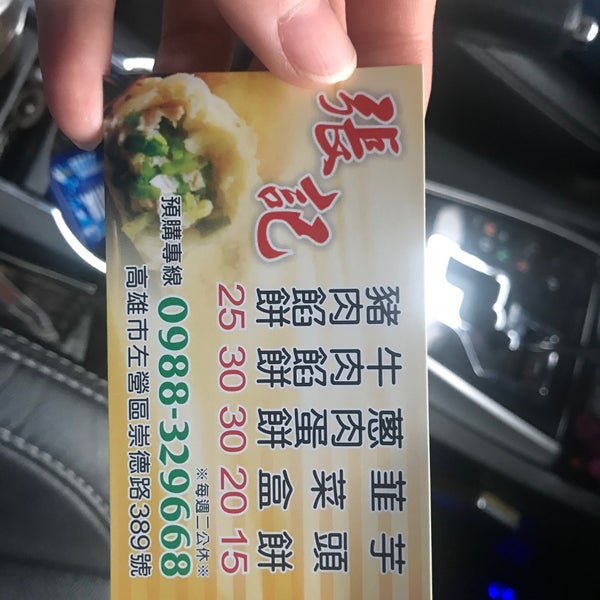 張記
豬肉餡餅 25
牛肉餡餅 30
蔥肉蛋餅 30
韮菜盒 20
芋頭餅 15
※每週二公休※
預購專線 0988-329668
高雄市左營區崇德路389號